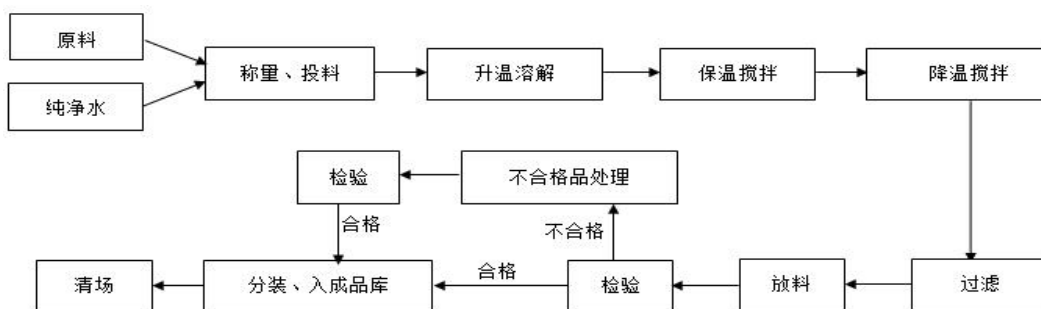 原料
纯净水
称量、投料
升温溶解
保温搅拌
降温搅拌
检验
不合格品处理
合格
不合格
清场
分装、入成品库
合格
检验
放料
过滤